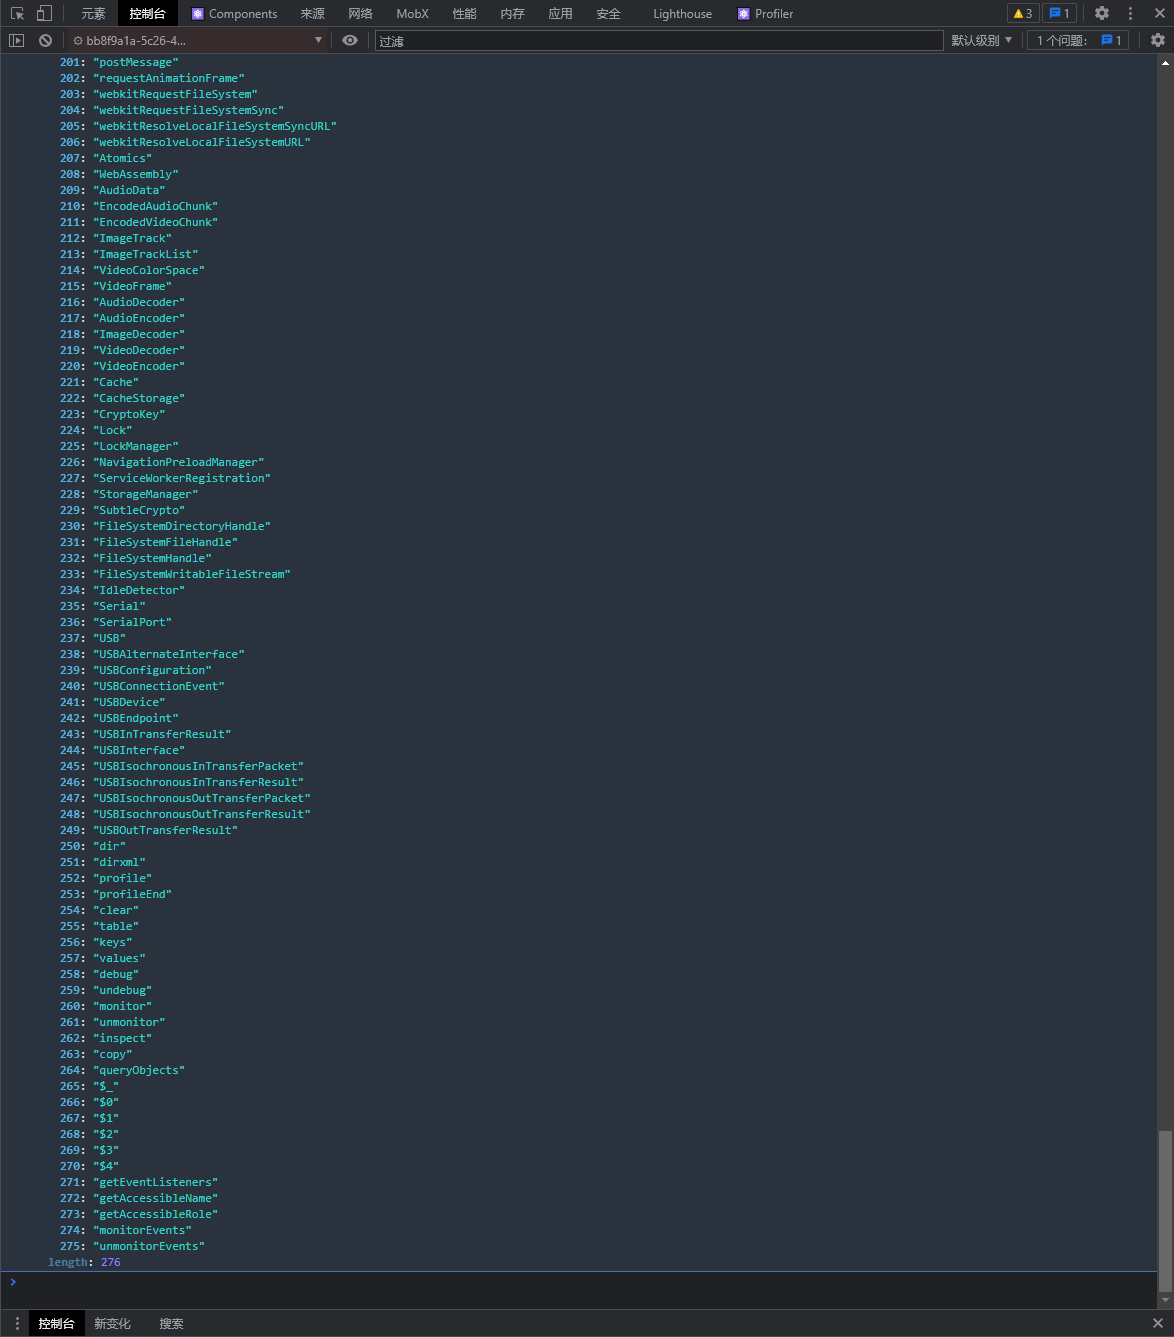 元素 控制台 Components 来源 网络 MobX 性能 内存 应用 安全 Lighthouse Profiler 3 1
bb8f9a1a-5c26-4... 过滤 默认级别 1 个问题: 1
201: "postMessage"
202: "requestAnimationFrame"
203: "webkitRequestFileSystem"
204: "webkitRequestFileSystemSync"
205: "webkitResolveLocalFileSystemSyncURL"
206: "webkitResolveLocalFileSystemURL"
207: "Atomics"
208: "WebAssembly"
209: "AudioData"
210: "EncodedAudioChunk"
211: "EncodedVideoChunk"
212: "ImageTrack"
213: "ImageTrackList"
214: "VideoColorSpace"
215: "VideoFrame"
216: "AudioDecoder"
217: "AudioEncoder"
218: "ImageDecoder"
219: "VideoDecoder"
220: "VideoEncoder"
221: "Cache"
222: "CacheStorage"
223: "CryptoKey"
224: "Lock"
225: "LockManager"
226: "NavigationPreloadManager"
227: "ServiceWorkerRegistration"
228: "StorageManager"
229: "SubtleCrypto"
230: "FileSystemDirectoryHandle"
231: "FileSystemFileHandle"
232: "FileSystemHandle"
233: "FileSystemWritableFileStream"
234: "IdleDetector"
235: "Serial"
236: "SerialPort"
237: "USB"
238: "USBAlternateInterface"
239: "USBConfiguration"
240: "USBConnectionEvent"
241: "USBDevice"
242: "USBEndpoint"
243: "USBInTransferResult"
244: "USBInterface"
245: "USBIsochronousInTransferPacket"
246: "USBIsochronousInTransferResult"
247: "USBIsochronousOutTransferPacket"
248: "USBIsochronousOutTransferResult"
249: "USBOutTransferResult"
250: "dir"
251: "dirxml"
252: "profile"
253: "profileEnd"
254: "clear"
255: "table"
256: "keys"
257: "values"
258: "debug"
259: "undebug"
260: "monitor"
261: "unmonitor"
262: "inspect"
263: "copy"
264: "queryObjects"
265: "$_"
266: "$0"
267: "$1"
268: "$2"
269: "$3"
270: "$4"
271: "getEventListeners"
272: "getAccessibleName"
273: "getAccessibleRole"
274: "monitorEvents"
275: "unmonitorEvents"
length: 276
控制台 新变化 搜索